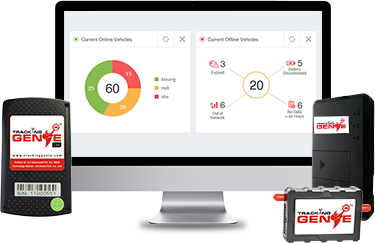 Current Online Vehicles
Current Offline Vehicles
15
25
60
20
Moving
Halt
Idle
3
Expired
5
Battery
Disconnected
20
6
Out of
Network
6
No Data
> 48 Hours
TRACKING
GENIE
www.trackinggenie.com
S/N: 11000551
TRACKING
GENIE
TRACKING
GENIE